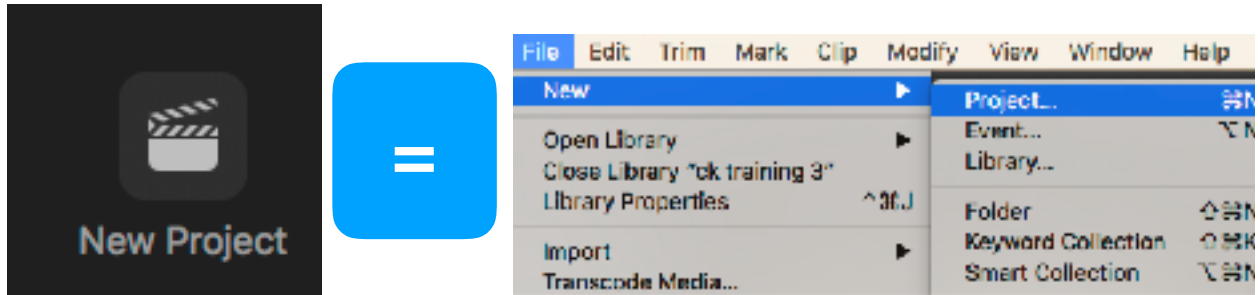 New Project
=
File Edit Trim Mark Clip Modify View Window Help
New
Project... ⌘N
Event... ⌥N
Library...
Folder ⇧⌘N
Keyword Collection ⇧⌘K
Smart Collection ⌥⌘N
Open Library
Close Library "ck training 3"
Library Properties ^⌘J
Import
Transcode Media...